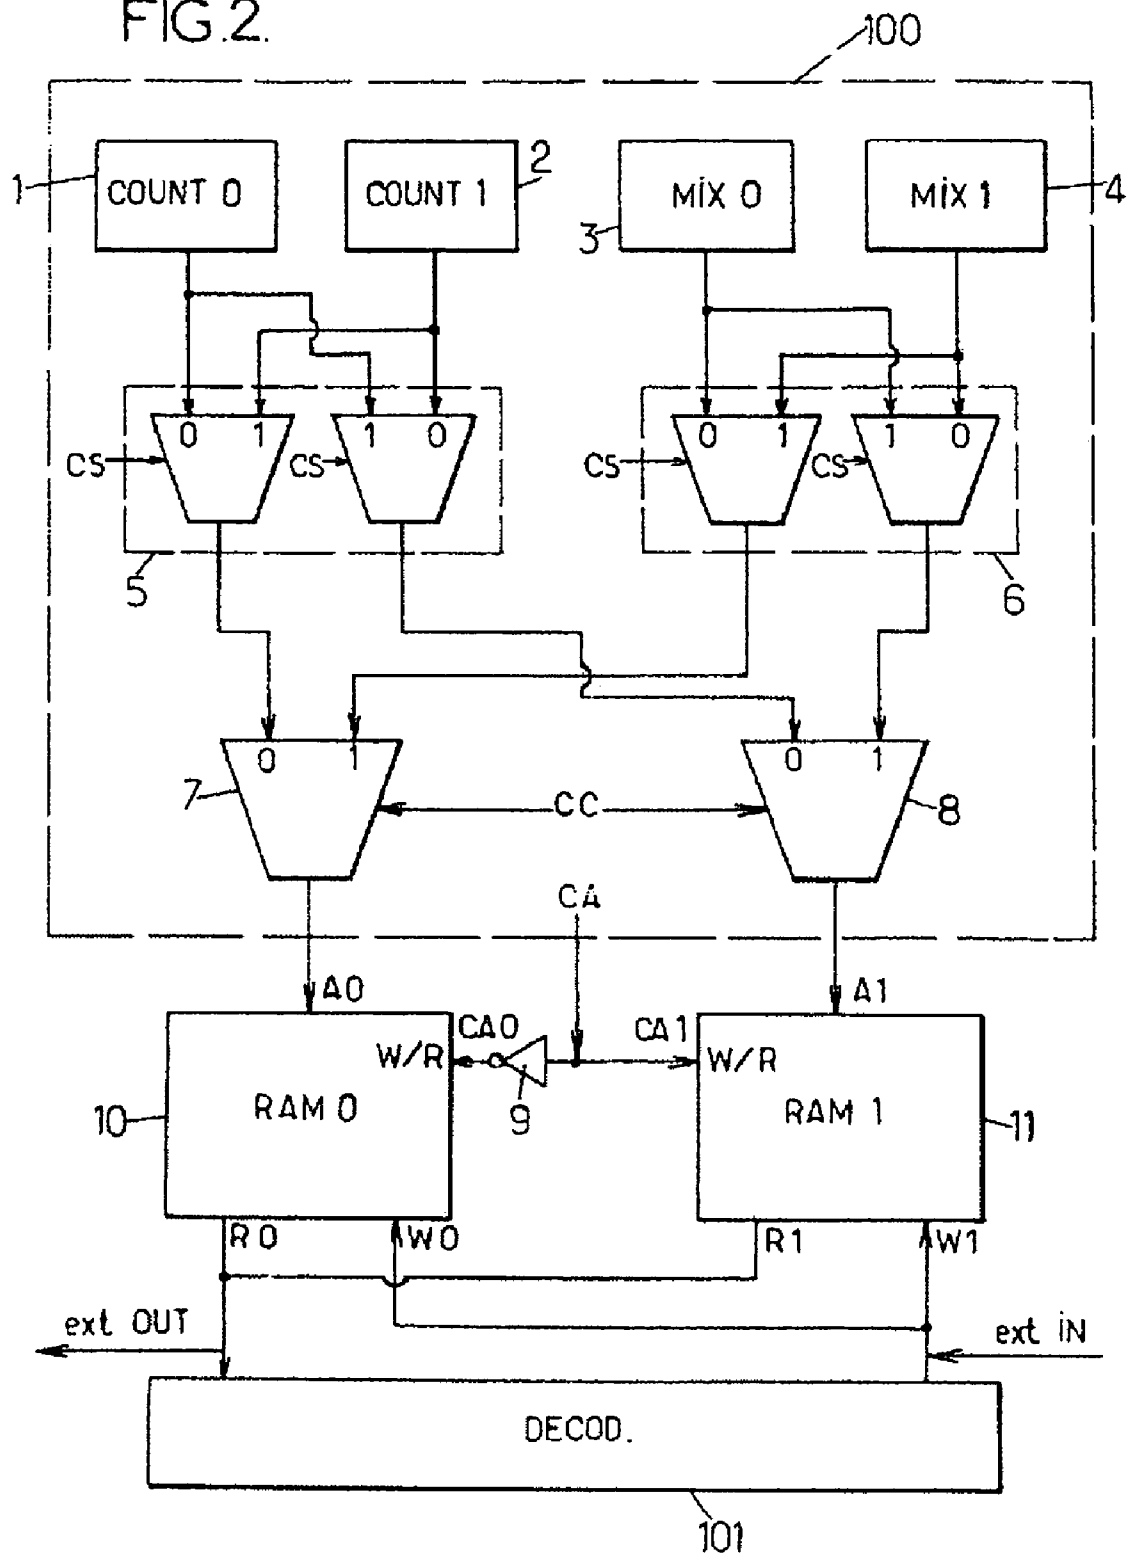 FIG.2.
100
1
COUNT 0
COUNT 1
2
3
MIX 0
MIX 1
4
0 1
1 0
0 1
1 0
CS
CS
CS
CS
5
6
0 1
0 1
7
CC
8
CA
A0
A1
CA0
CA1
W/R
W/R
10
RAM 0
9
RAM 1
11
R0
W0
R1
W1
ext OUT
ext IN
DECOD.
101